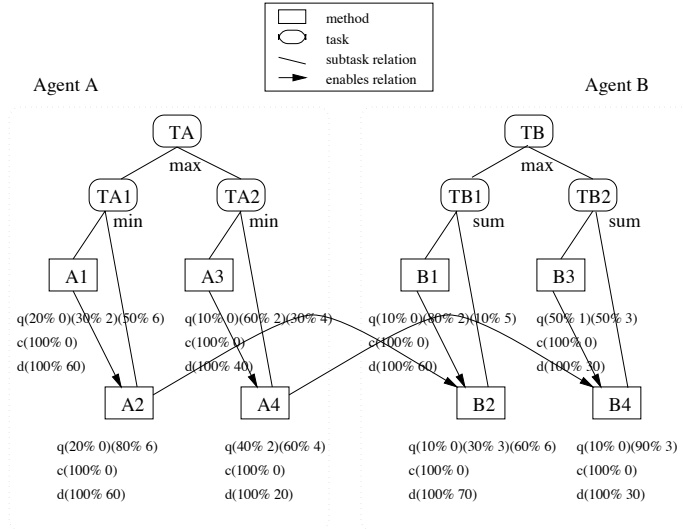 method
task
subtask relation
enables relation
Agent A
Agent B
TA
max
TA1
min
TA2
min
TB
max
TB1
sum
TB2
sum
A1
A3
B1
B3
q(20% 0)(30% 2)(50% 6)
c(100% 0)
d(100% 60)
q(10% 0)(60% 2)(30% 4)
c(100% 0)
d(100% 40)
q(10% 0)(80% 2)(10% 5)
c(100% 0)
d(100% 60)
q(50% 1)(50% 3)
c(100% 0)
d(100% 30)
A2
A4
B2
B4
q(20% 0)(80% 6)
c(100% 0)
d(100% 60)
q(40% 2)(60% 4)
c(100% 0)
d(100% 20)
q(10% 0)(30% 3)(60% 6)
c(100% 0)
d(100% 70)
q(10% 0)(90% 3)
c(100% 0)
d(100% 30)